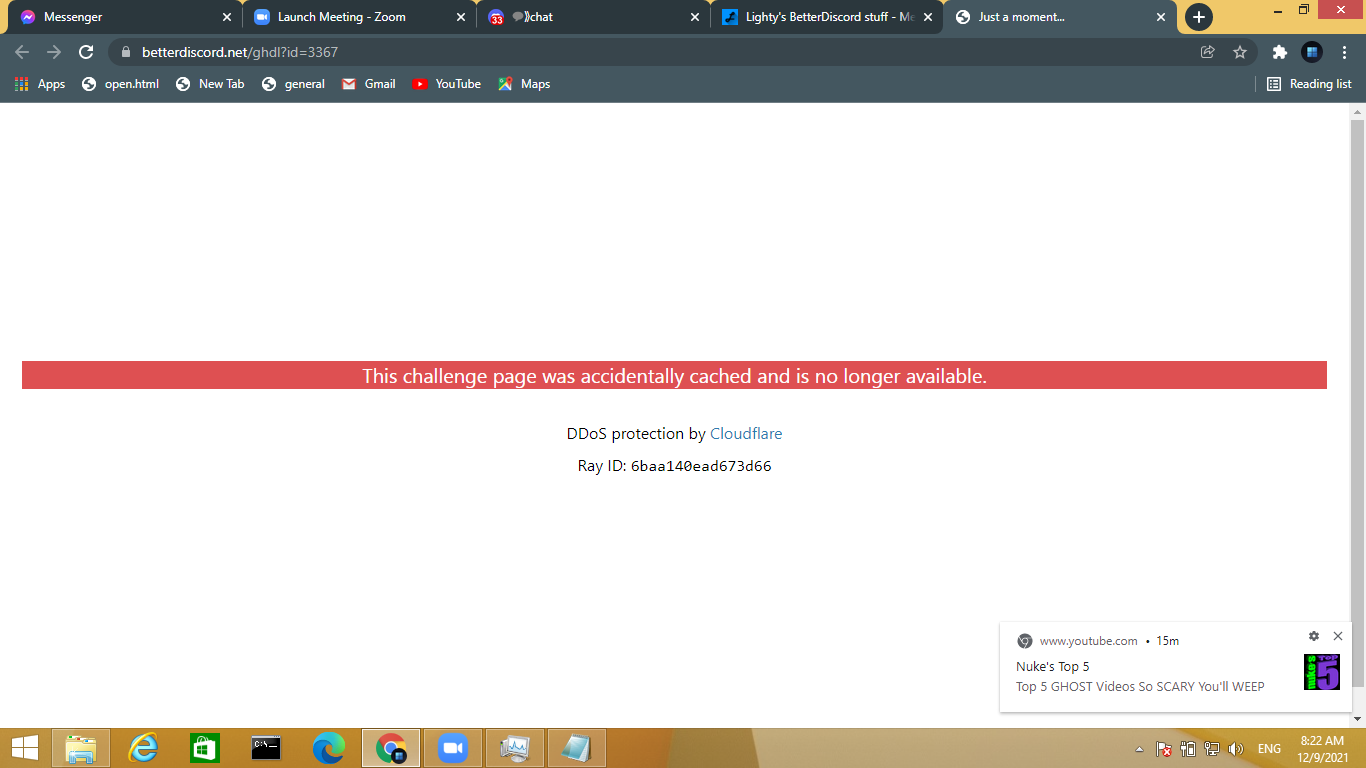 Messenger
Launch Meeting - Zoom
33
chat
Lighty's BetterDiscord stuff - Me
Just a moment...
betterdiscord.net/ghdl?id=3367
Apps
open.html
New Tab
general
Gmail
YouTube
Maps
Reading list
This challenge page was accidentally cached and is no longer available.
DDoS protection by Cloudflare
Ray ID: 6baa140ead673d66
www.youtube.com • 15m
Nuke's Top 5
Top 5 GHOST Videos So SCARY You'll WEEP
nuke's TOP 5
C:\
ENG
8:22 AM
12/9/2021